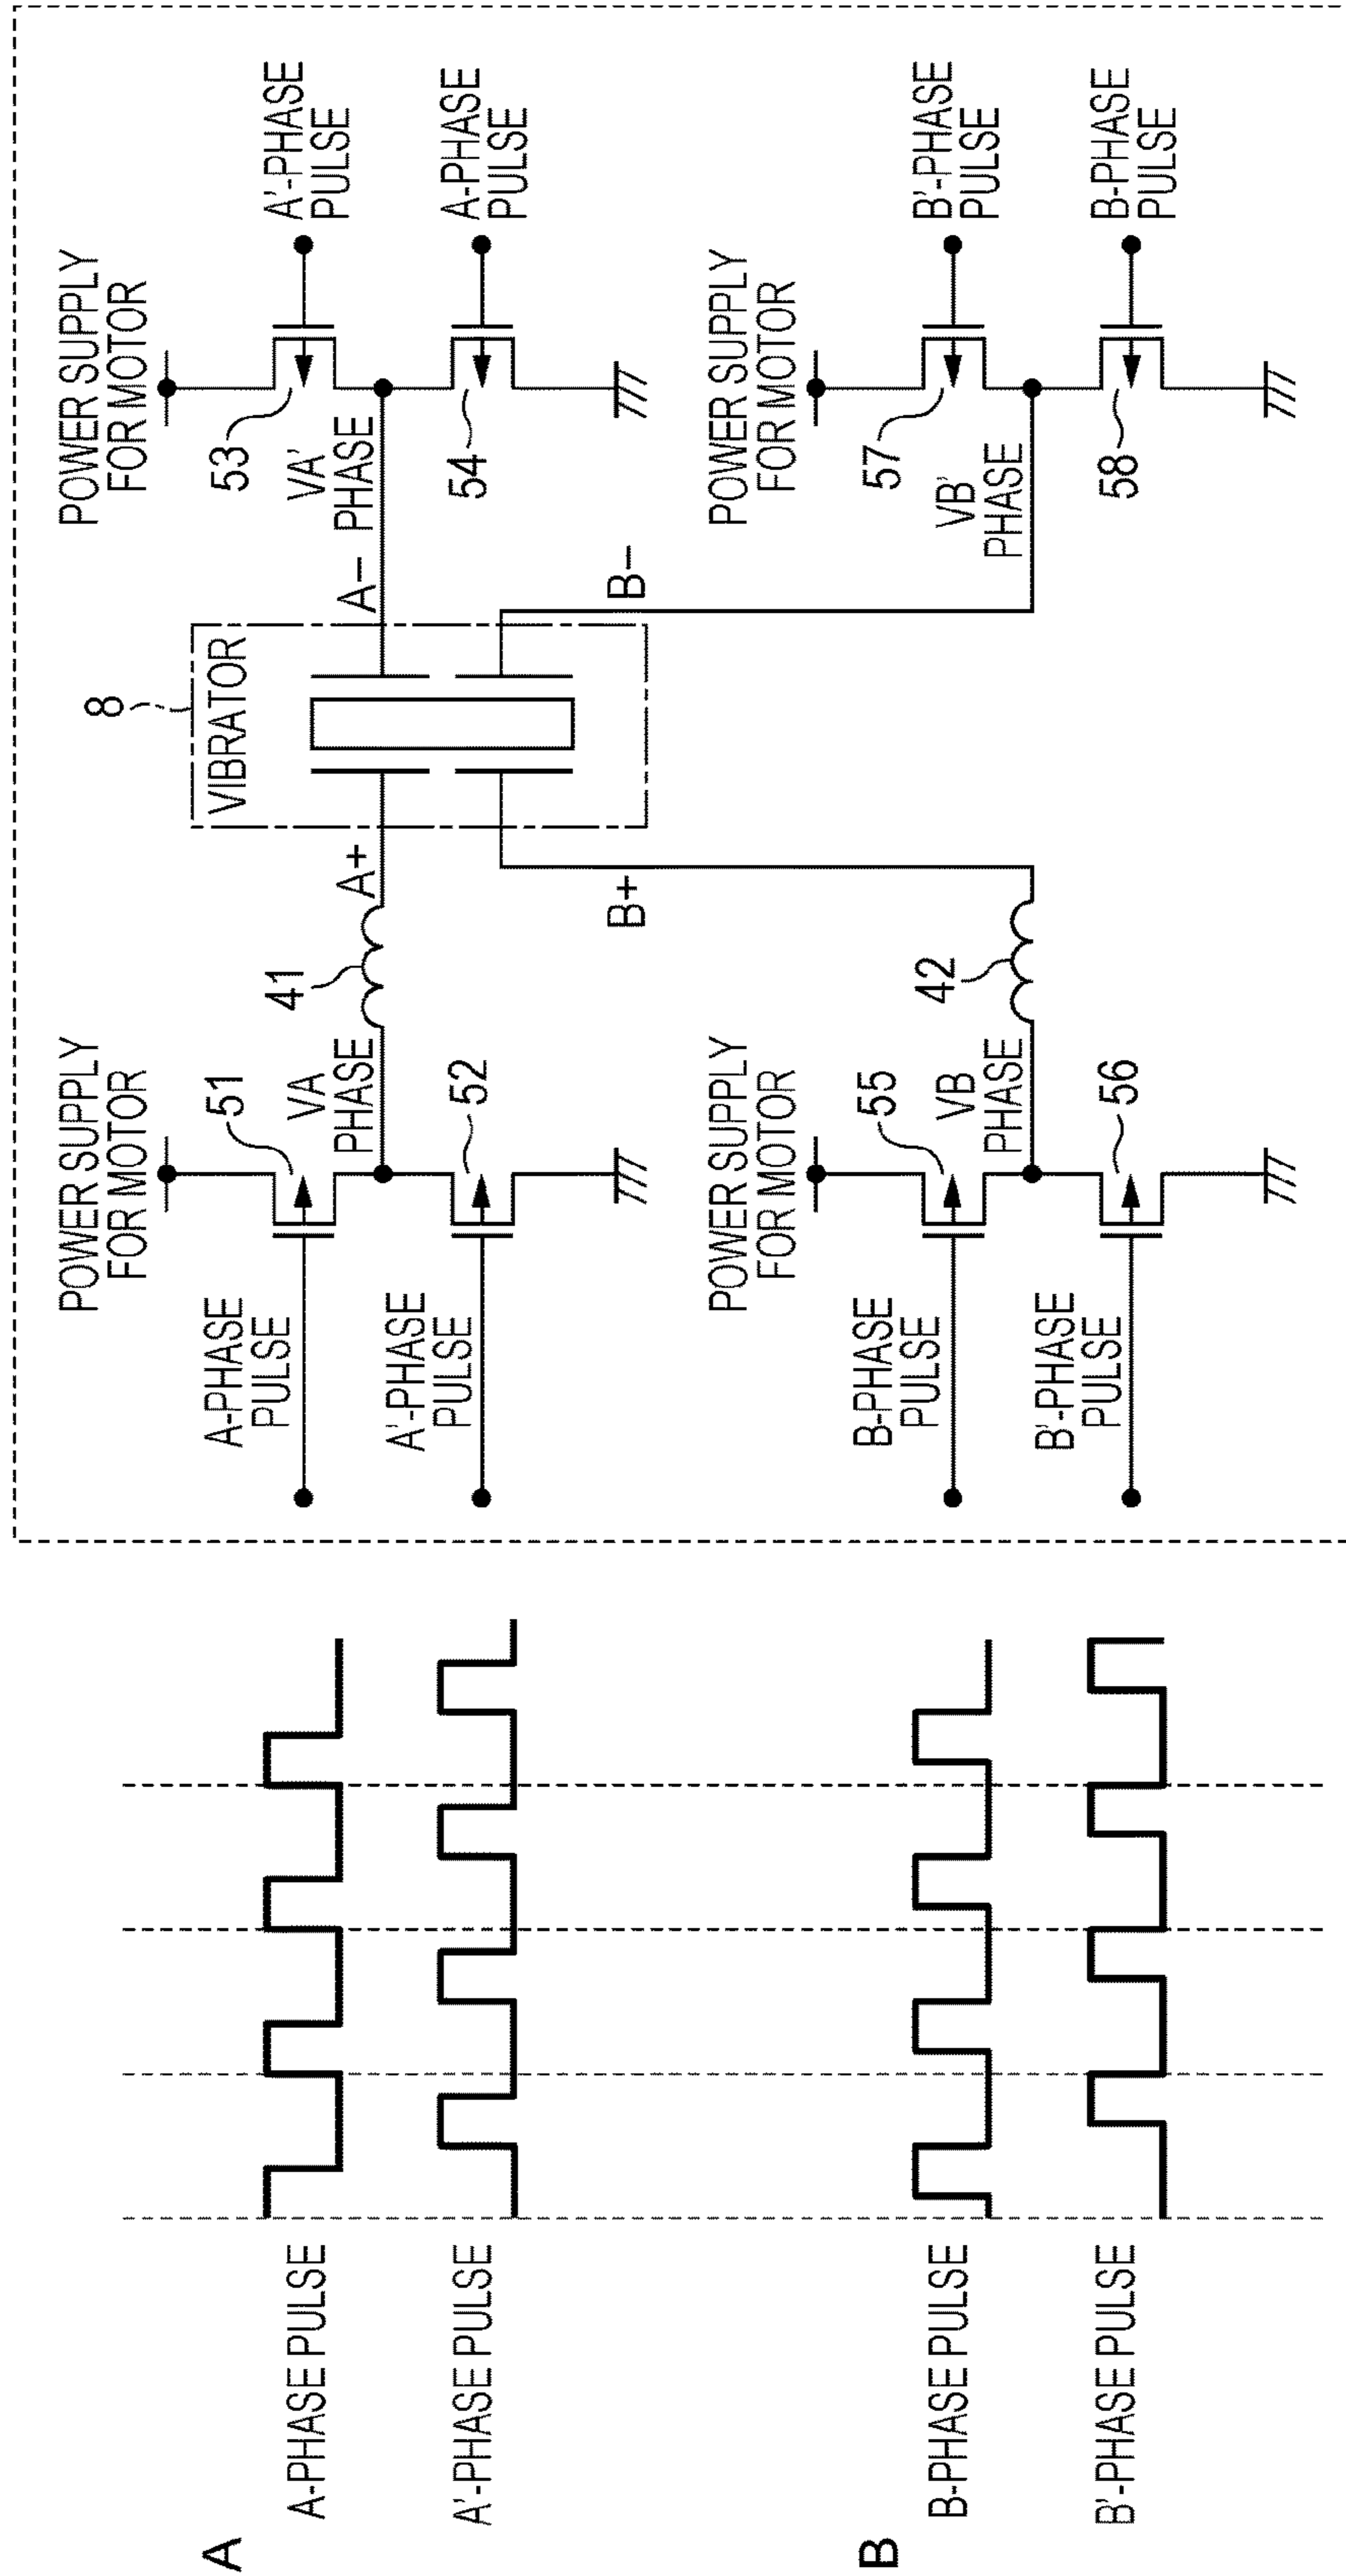 A
A-PHASE PULSE
A'-PHASE PULSE
B
B-PHASE PULSE
B'-PHASE PULSE
POWER SUPPLY
FOR MOTOR
A-PHASE
PULSE
51
VA
PHASE
A'-PHASE
PULSE
52
41
A+
8
VIBRATOR
A−
POWER SUPPLY
FOR MOTOR
53
VA'
PHASE
A'-PHASE
PULSE
54
A-PHASE
PULSE
B+
B−
POWER SUPPLY
FOR MOTOR
B-PHASE
PULSE
55
VB
PHASE
B'-PHASE
PULSE
56
42
POWER SUPPLY
FOR MOTOR
57
VB'
PHASE
B'-PHASE
PULSE
58
B-PHASE
PULSE